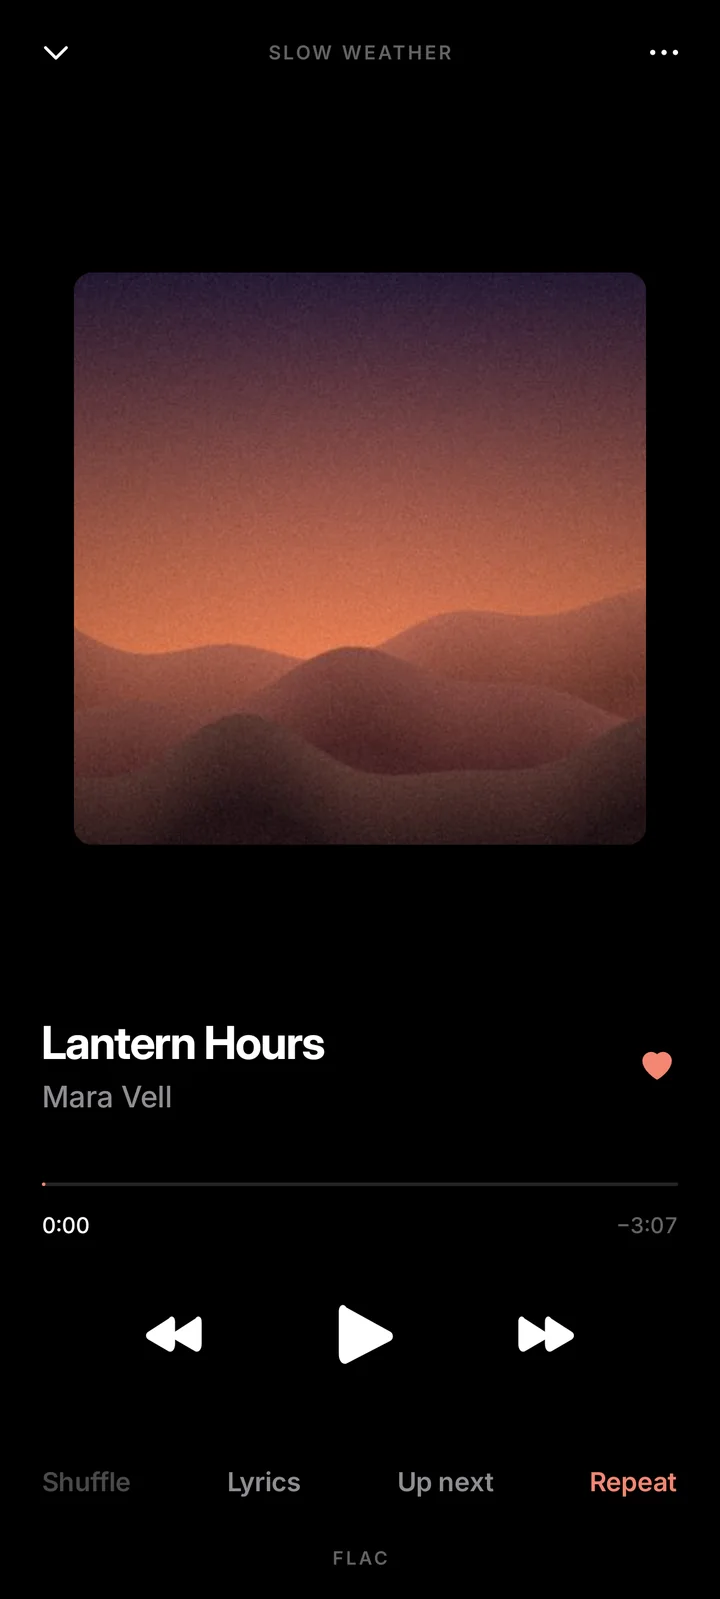 SLOW WEATHER
Lantern Hours
Mara Vell
0:00
−3:07
Shuffle
Lyrics
Up next
Repeat
FLAC